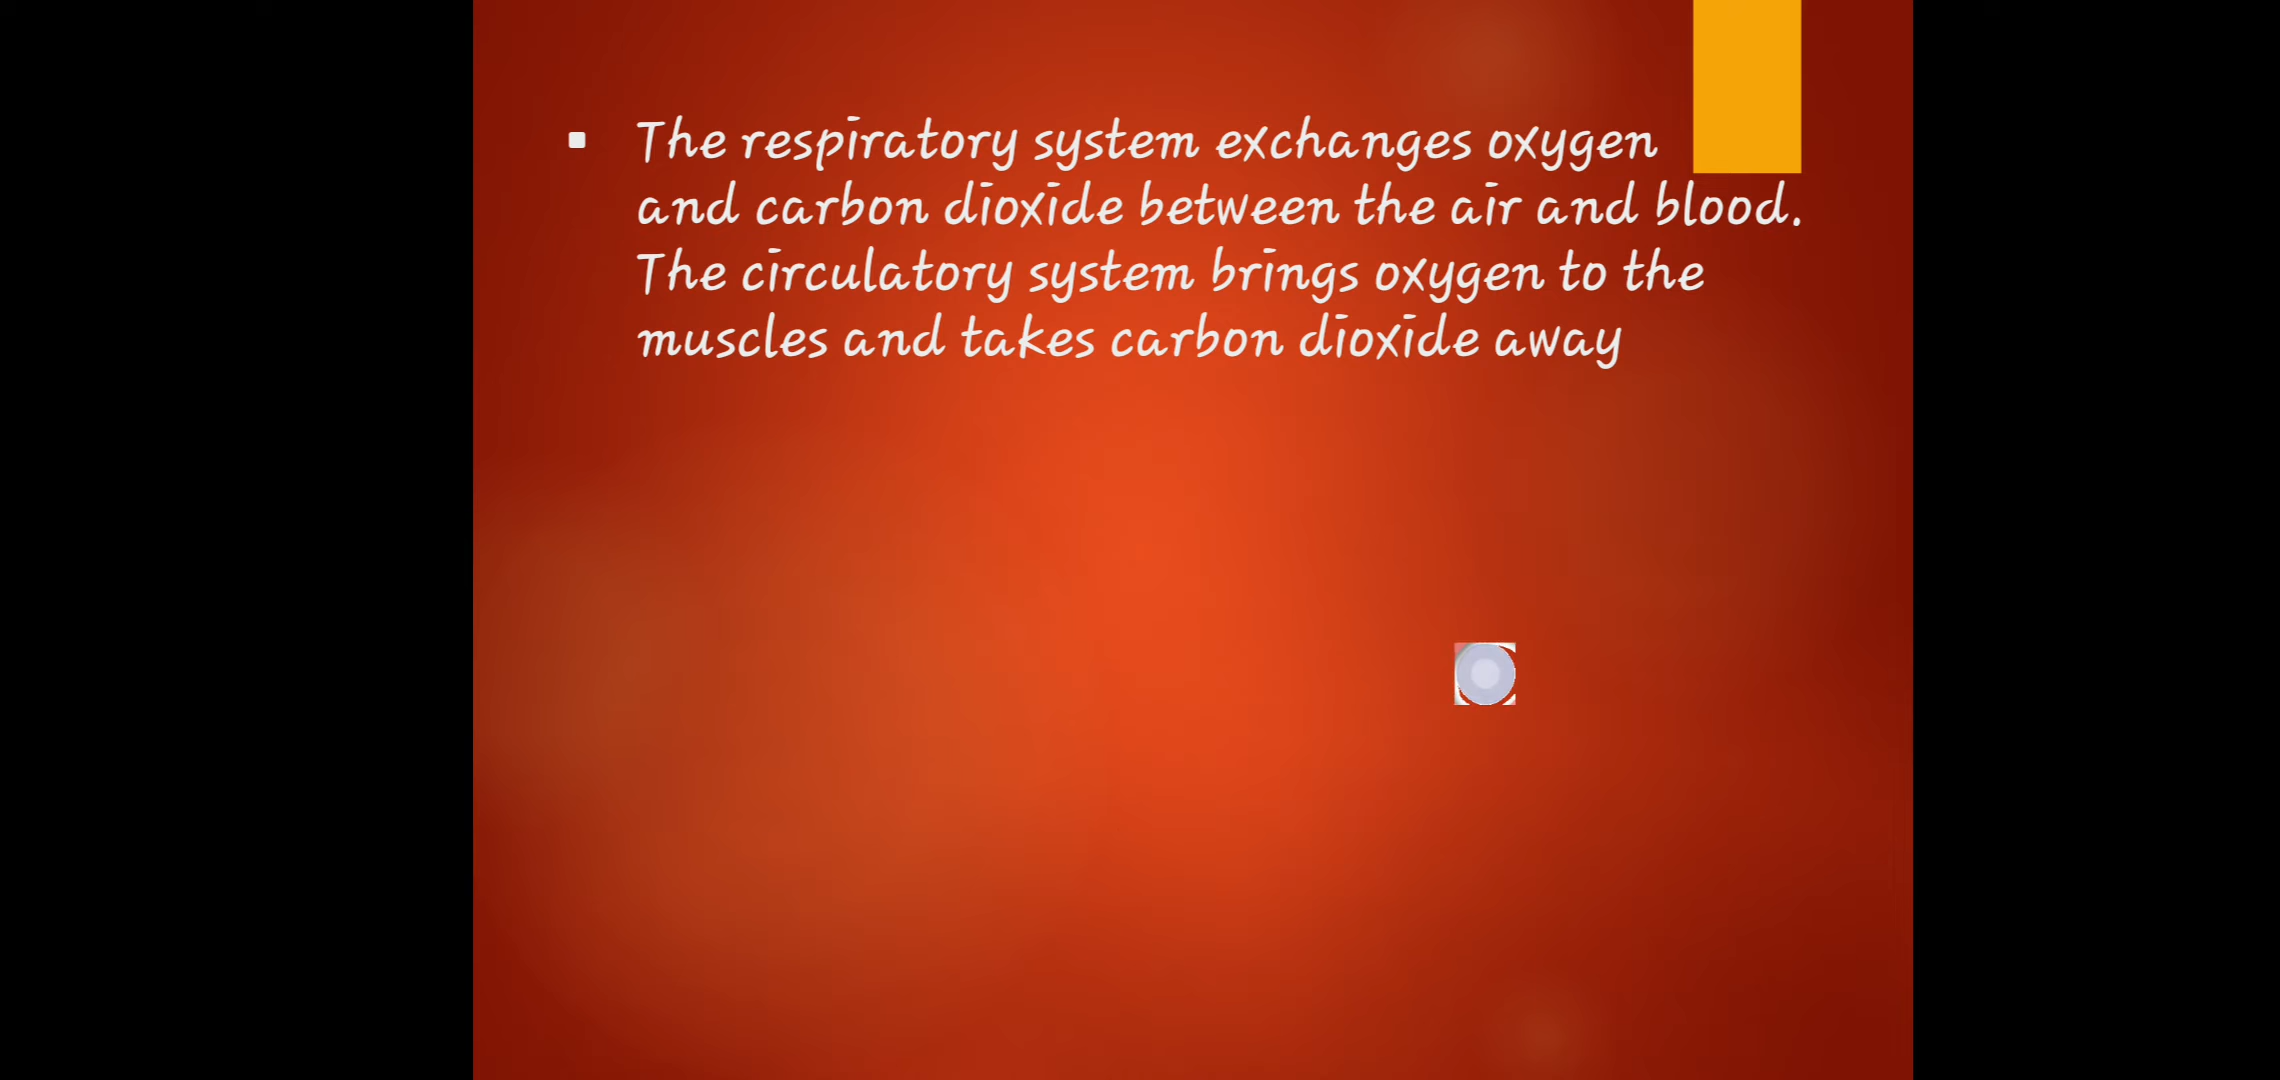 The respiratory system exchanges oxygen
and carbon dioxide between the air and blood.
The circulatory system brings oxygen to the
muscles and takes carbon dioxide away